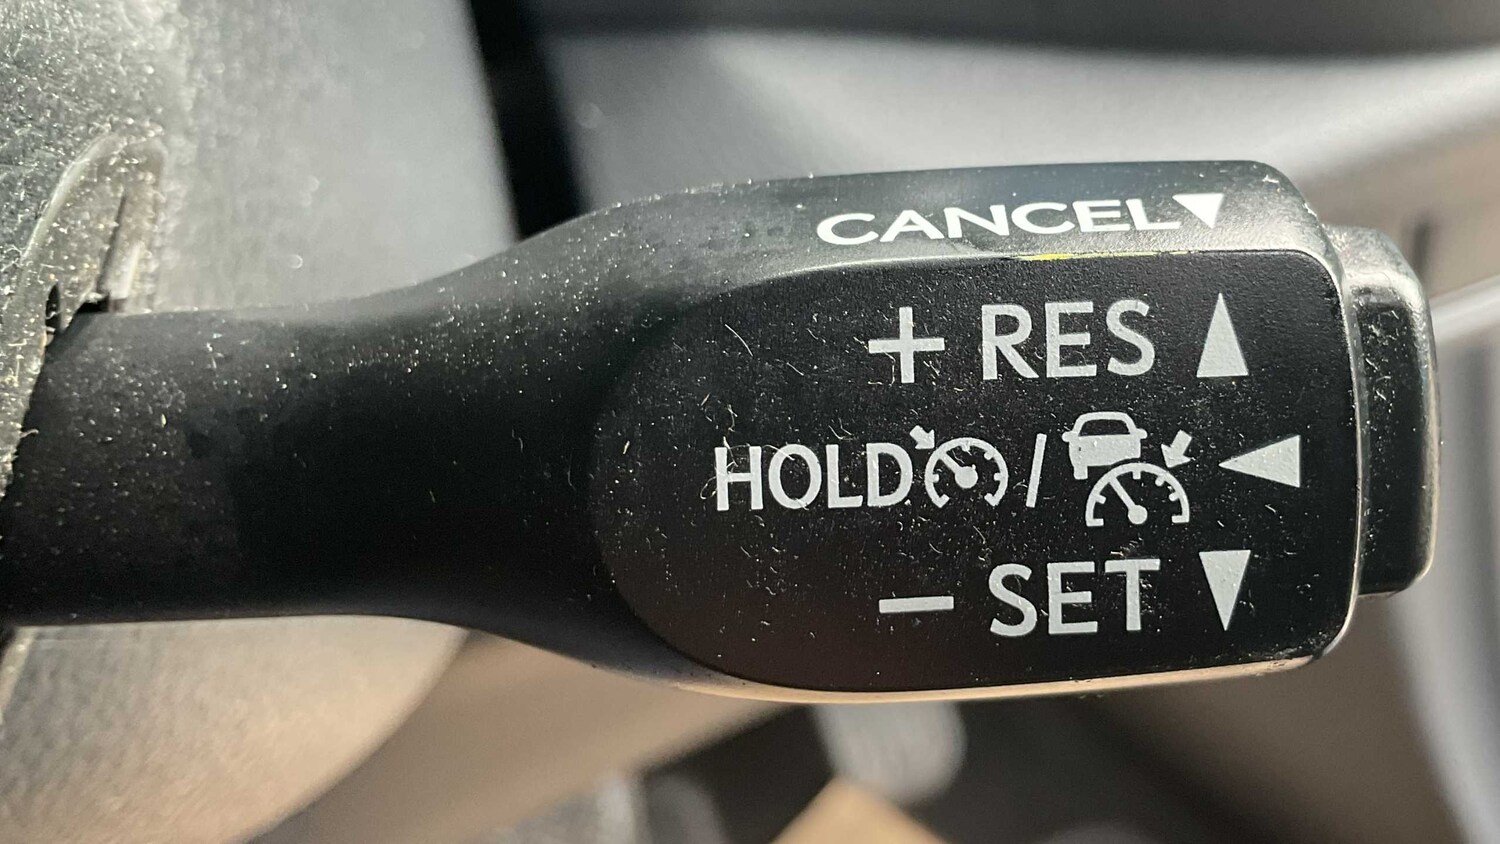 CANCEL▼
+ RES ▲
HOLD / ◀
− SET ▼